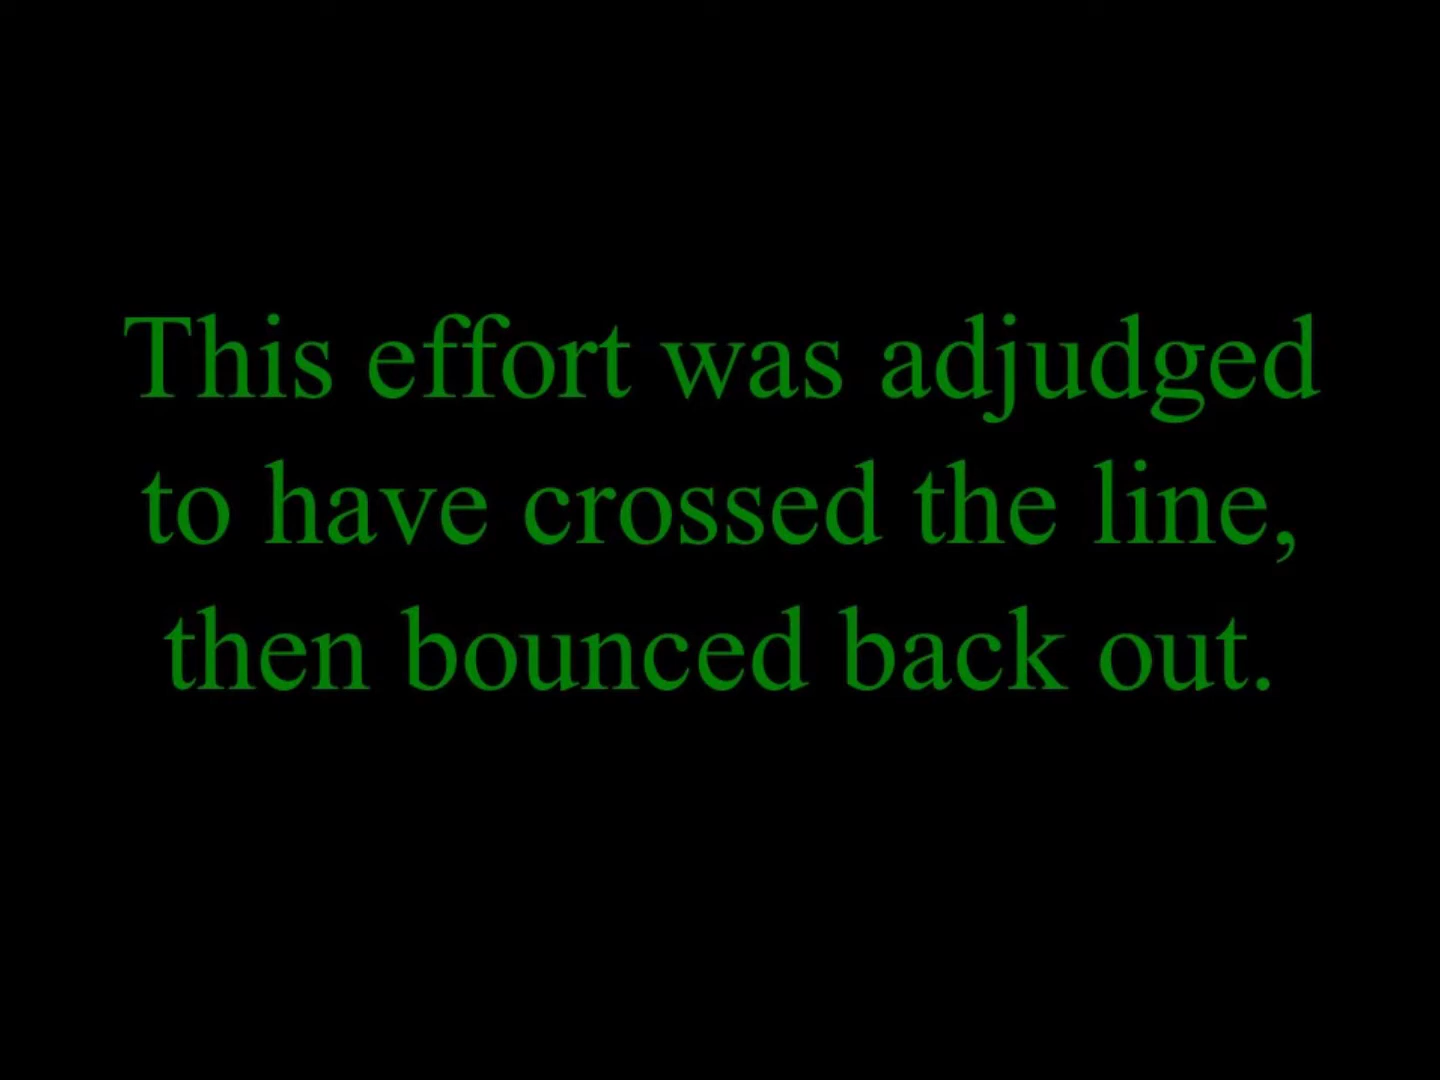 This effort was adjudged
to have crossed the line,
then bounced back out.